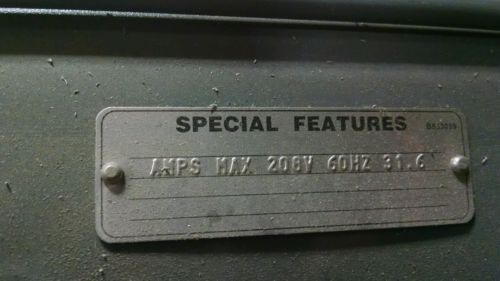 SPECIAL FEATURES
AMPS MAX 208V 60HZ 31.6